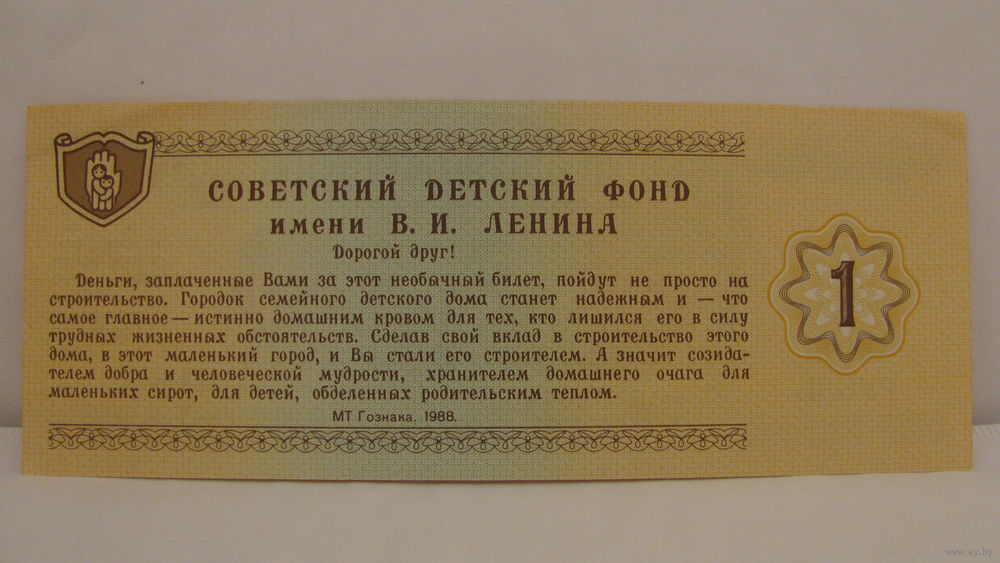 СОВЕТСКИЙ ДЕТСКИЙ ФОНД
имени В. И. ЛЕНИНА
Дорогой друг!
Деньги, заплаченные Вами за этот необычный билет, пойдут не просто на
строительство. Городок семейного детского дома станет надежным и — что
самое главное — истинно домашним кровом для тех, кто лишился его в силу
трудных жизненных обстоятельств. Сделав свой вклад в строительство этого
дома, в этот маленький город, и Вы стали его строителем. А значит созида-
телем добра и человеческой мудрости, хранителем домашнего очага для
маленьких сирот, для детей, обделенных родительским теплом.
МТ Гознака. 1988.
1
www.ay.by